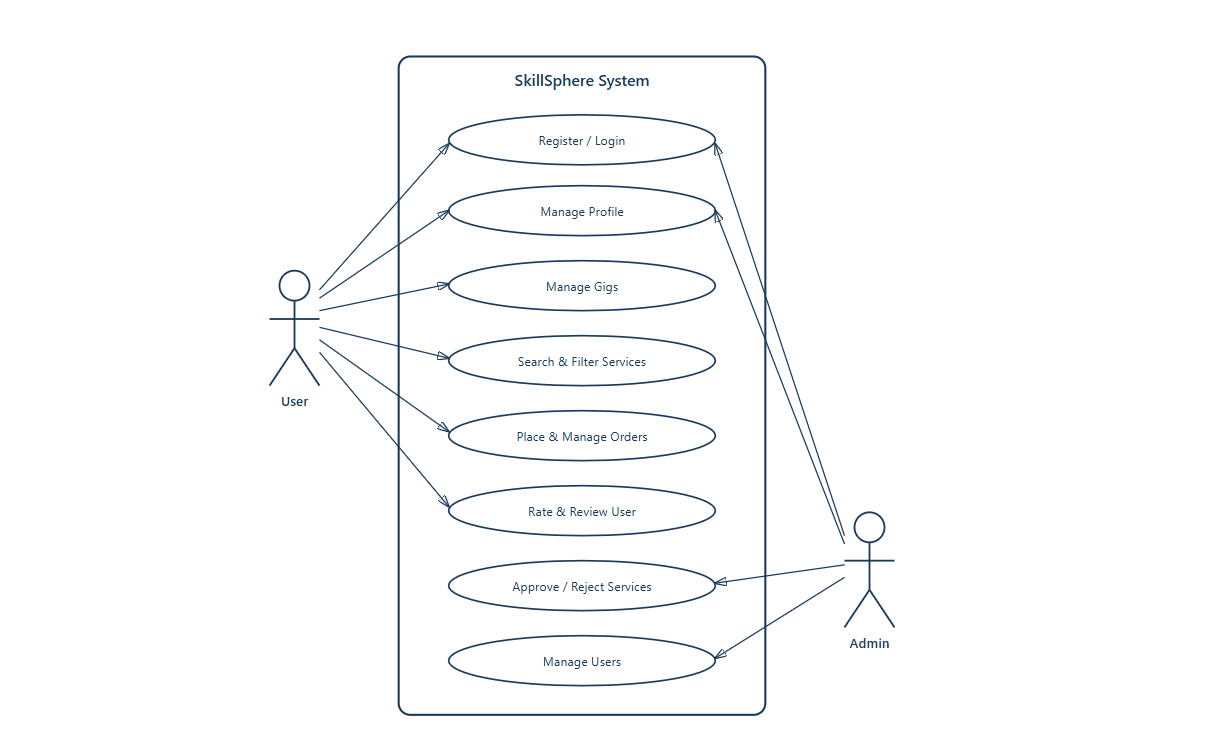 SkillSphere System
Register / Login
Manage Profile
Manage Gigs
Search & Filter Services
User
Place & Manage Orders
Rate & Review User
Approve / Reject Services
Admin
Manage Users